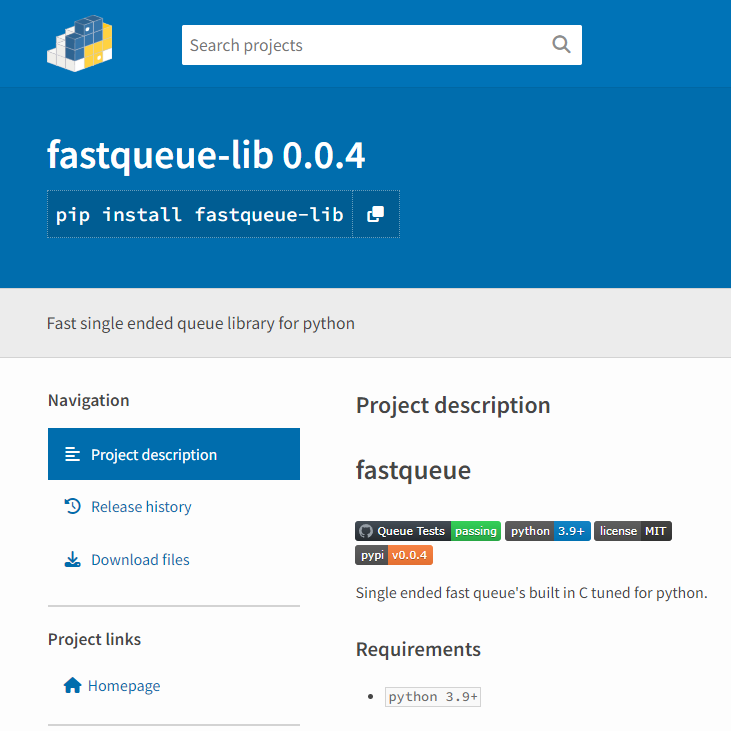 Search projects
fastqueue-lib 0.0.4
pip install fastqueue-lib
Fast single ended queue library for python
Navigation
Project description
Release history
Download files
Project links
Homepage
Project description
fastqueue
Queue Tests passing python 3.9+ license MIT
pypi v0.0.4
Single ended fast queue's built in C tuned for python.
Requirements
python 3.9+